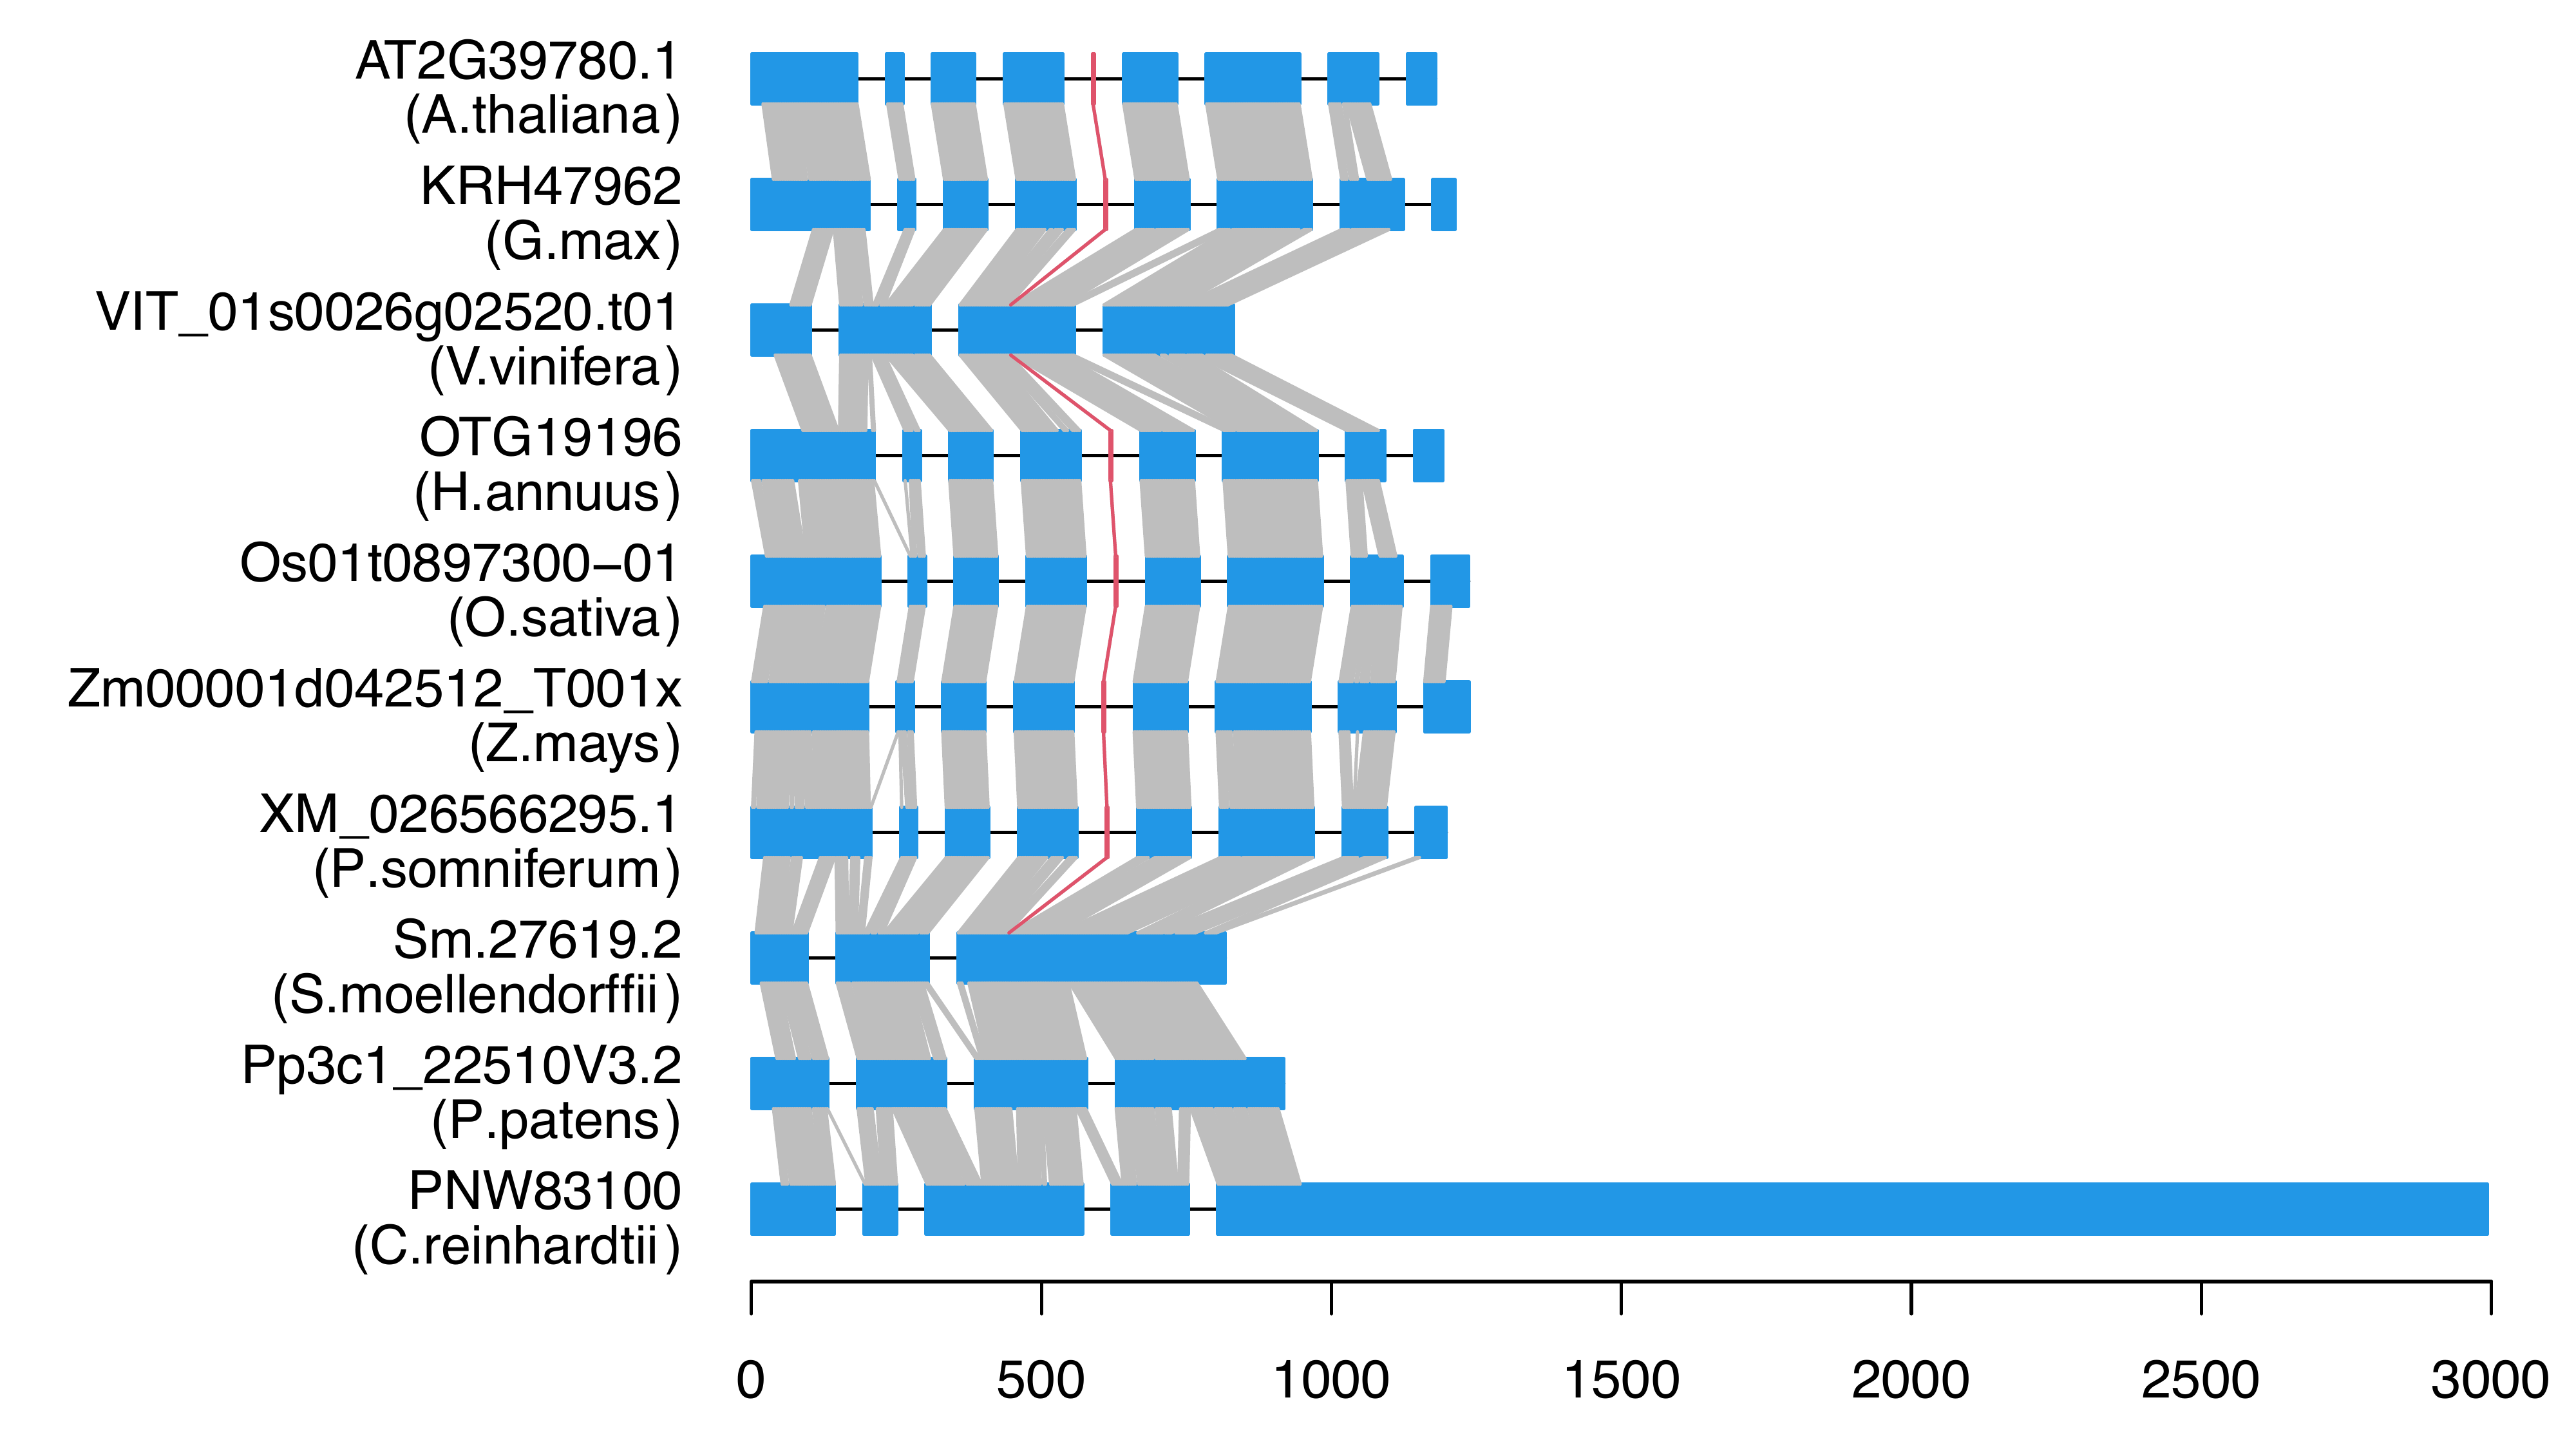 AT2G39780.1
(A.thaliana)
KRH47962
(G.max)
VIT_01s0026g02520.t01
(V.vinifera)
OTG19196
(H.annuus)
Os01t0897300−01
(O.sativa)
Zm00001d042512_T001x
(Z.mays)
XM_026566295.1
(P.somniferum)
Sm.27619.2
(S.moellendorffii)
Pp3c1_22510V3.2
(P.patens)
PNW83100
(C.reinhardtii)
0 500 1000 1500 2000 2500 3000